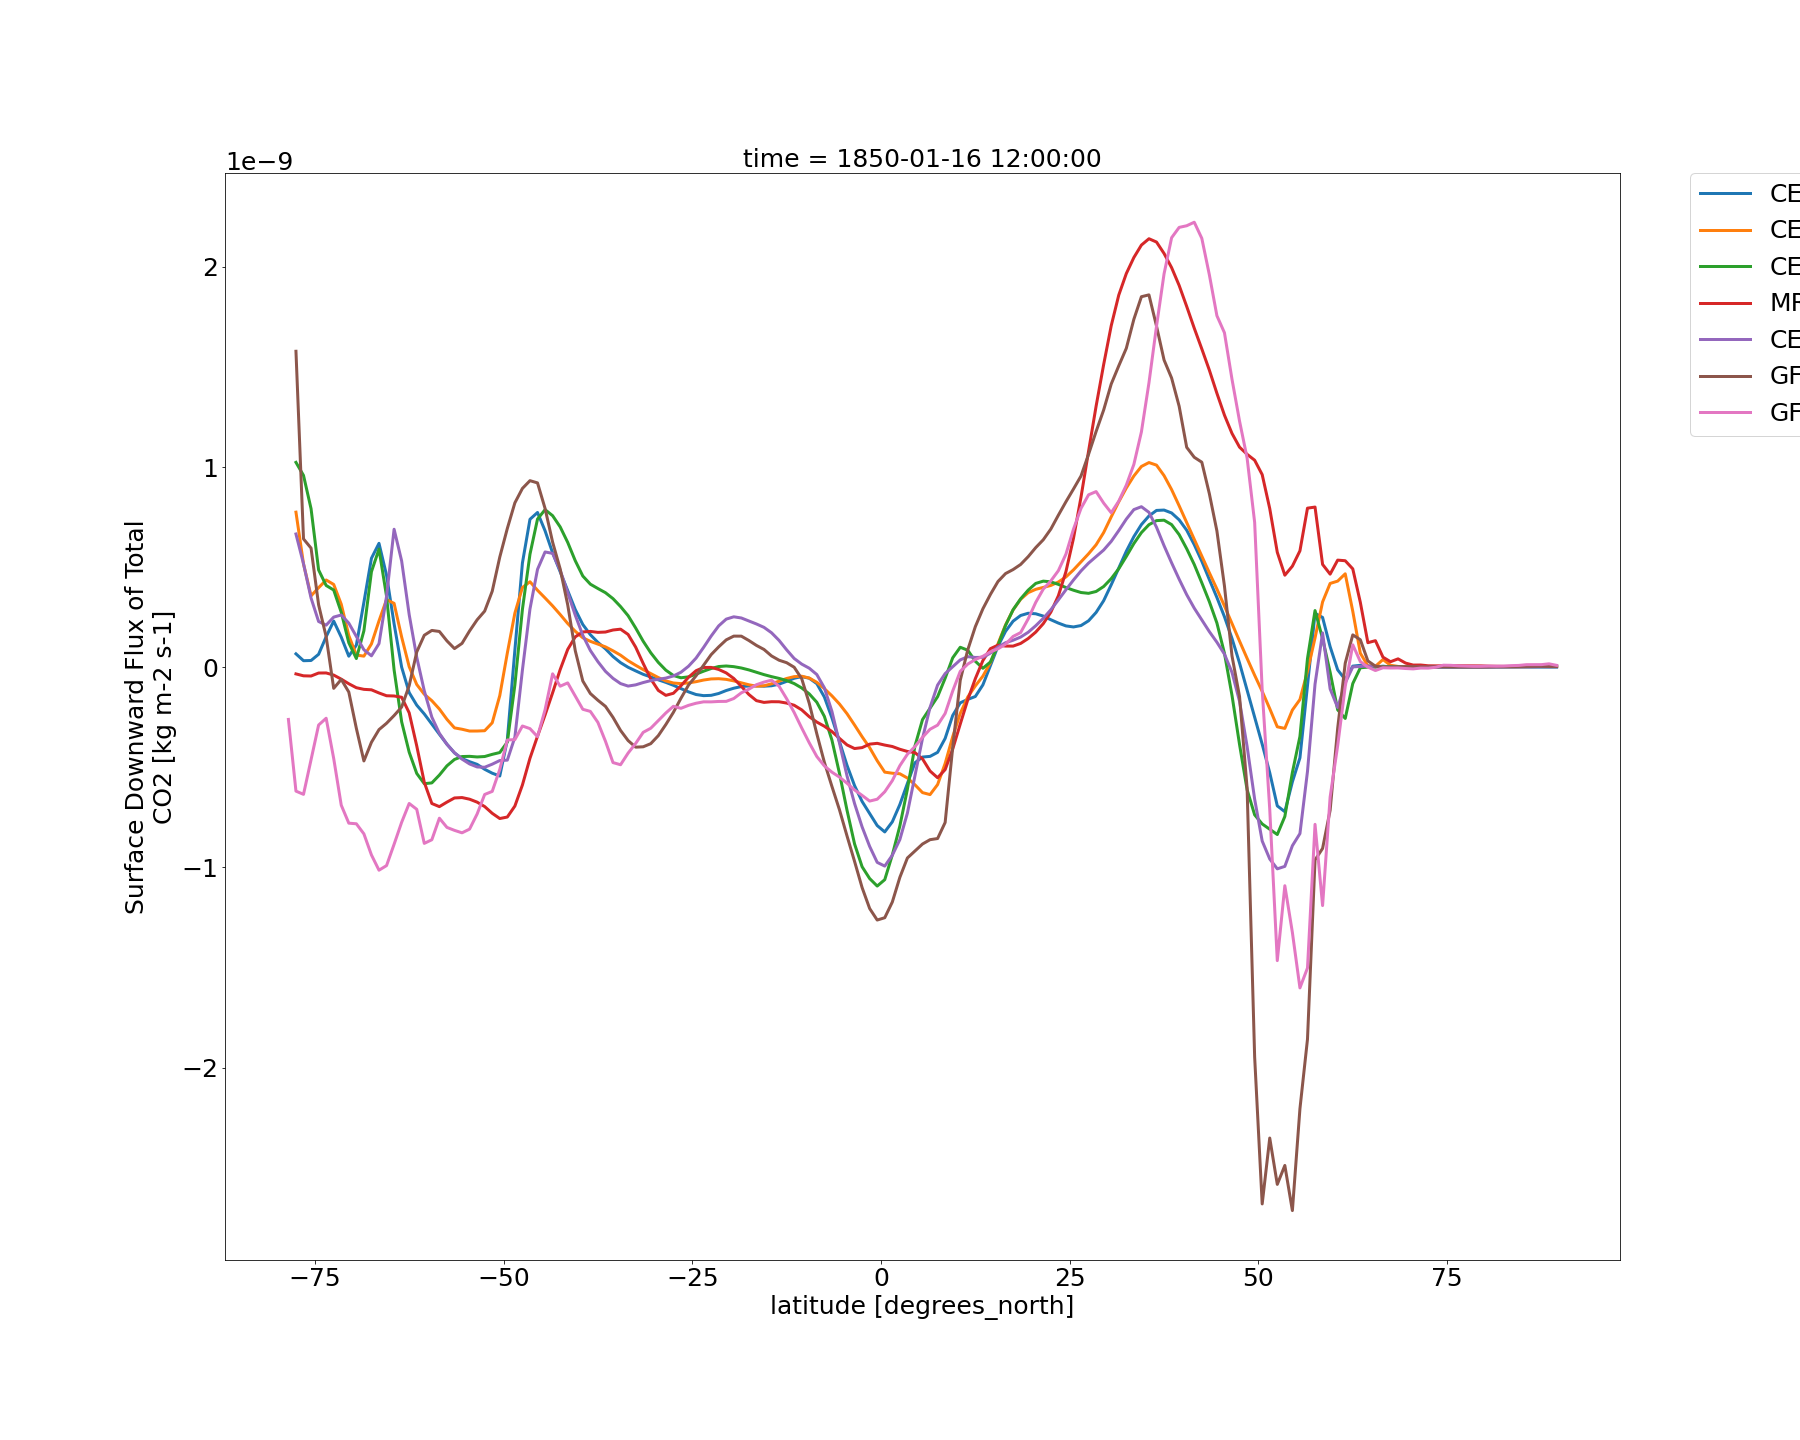 1e−9
time = 1850-01-16 12:00:00
Surface Downward Flux of Total
CO2 [kg m-2 s-1]
2
1
0
−1
−2
−75
−50
−25
0
25
50
75
latitude [degrees_north]
CE
CE
CE
CE
GF
GF